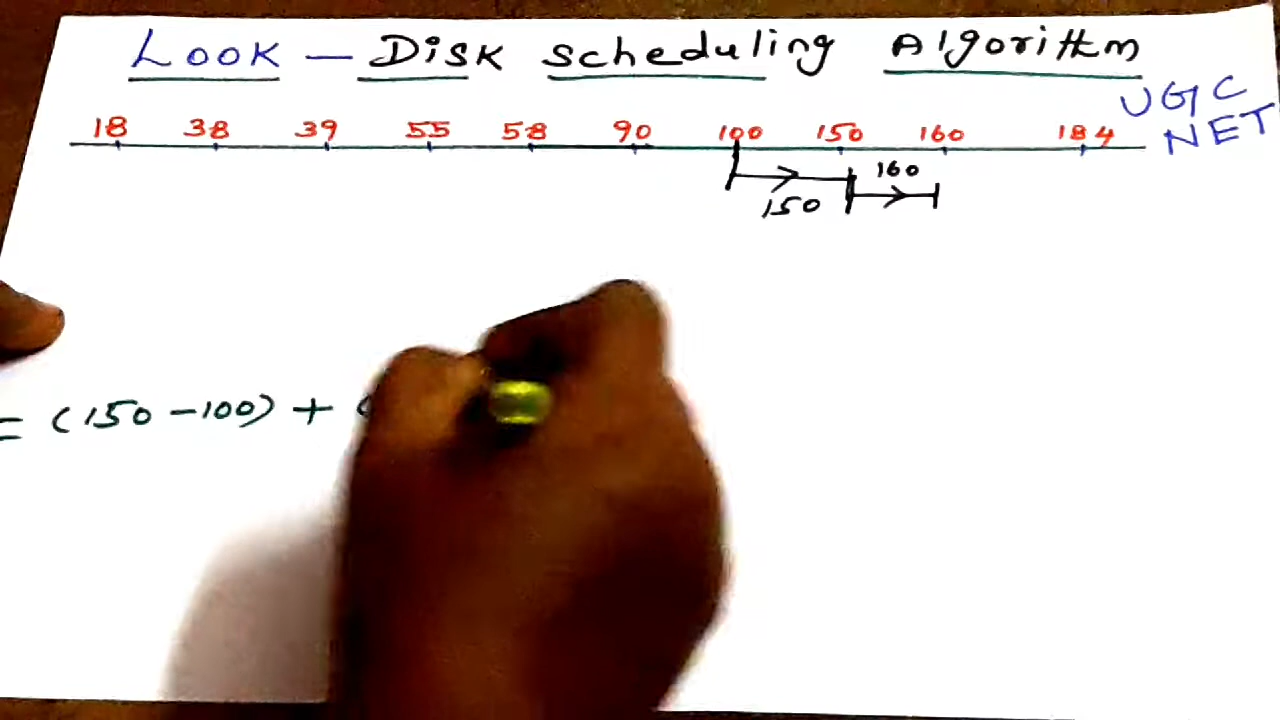 LOOK - Disk scheduling Algorithm
UGC
NET
18 38 39 55 58 90 100 150 160 184
160
150
= (150-100) + (